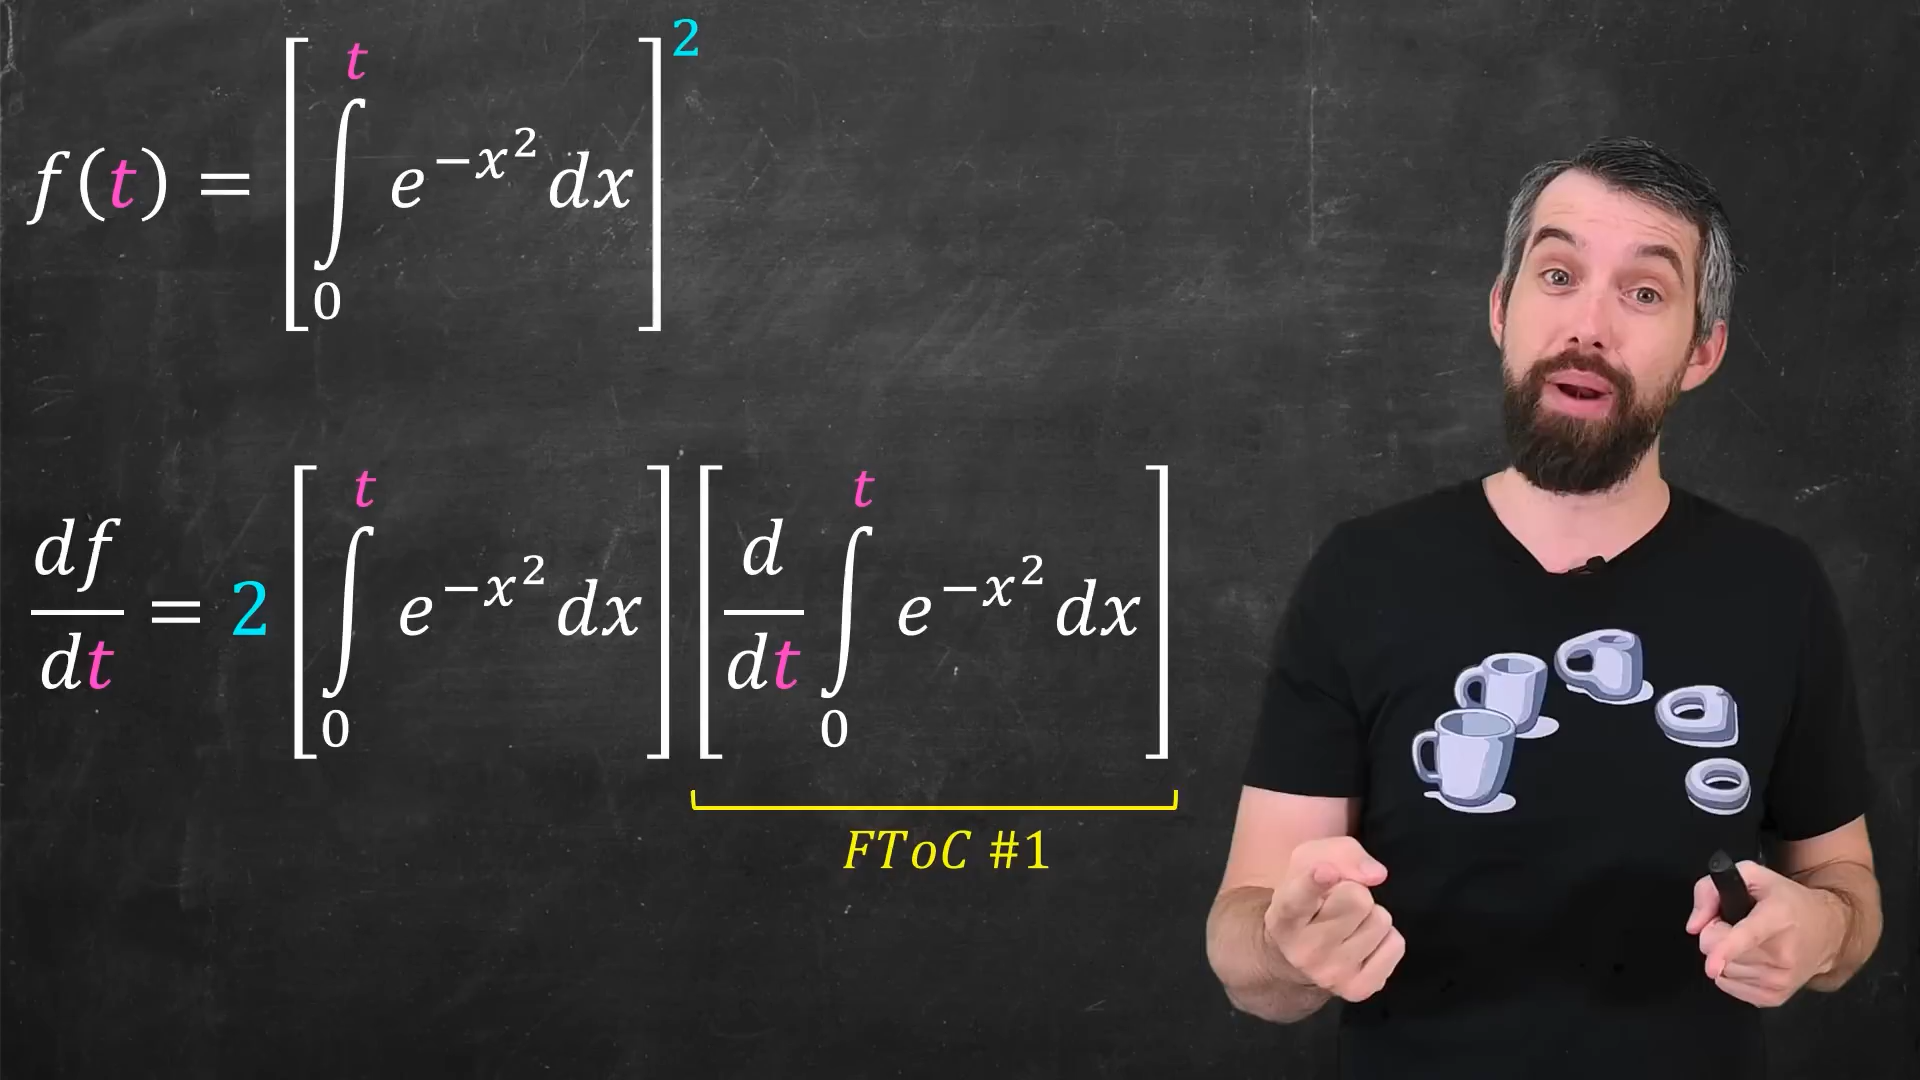 f(t) = [∫₀ᵗ e^{-x²} dx]²
df/dt = 2 [∫₀ᵗ e^{-x²} dx] [d/dt ∫₀ᵗ e^{-x²} dx]
FToC #1